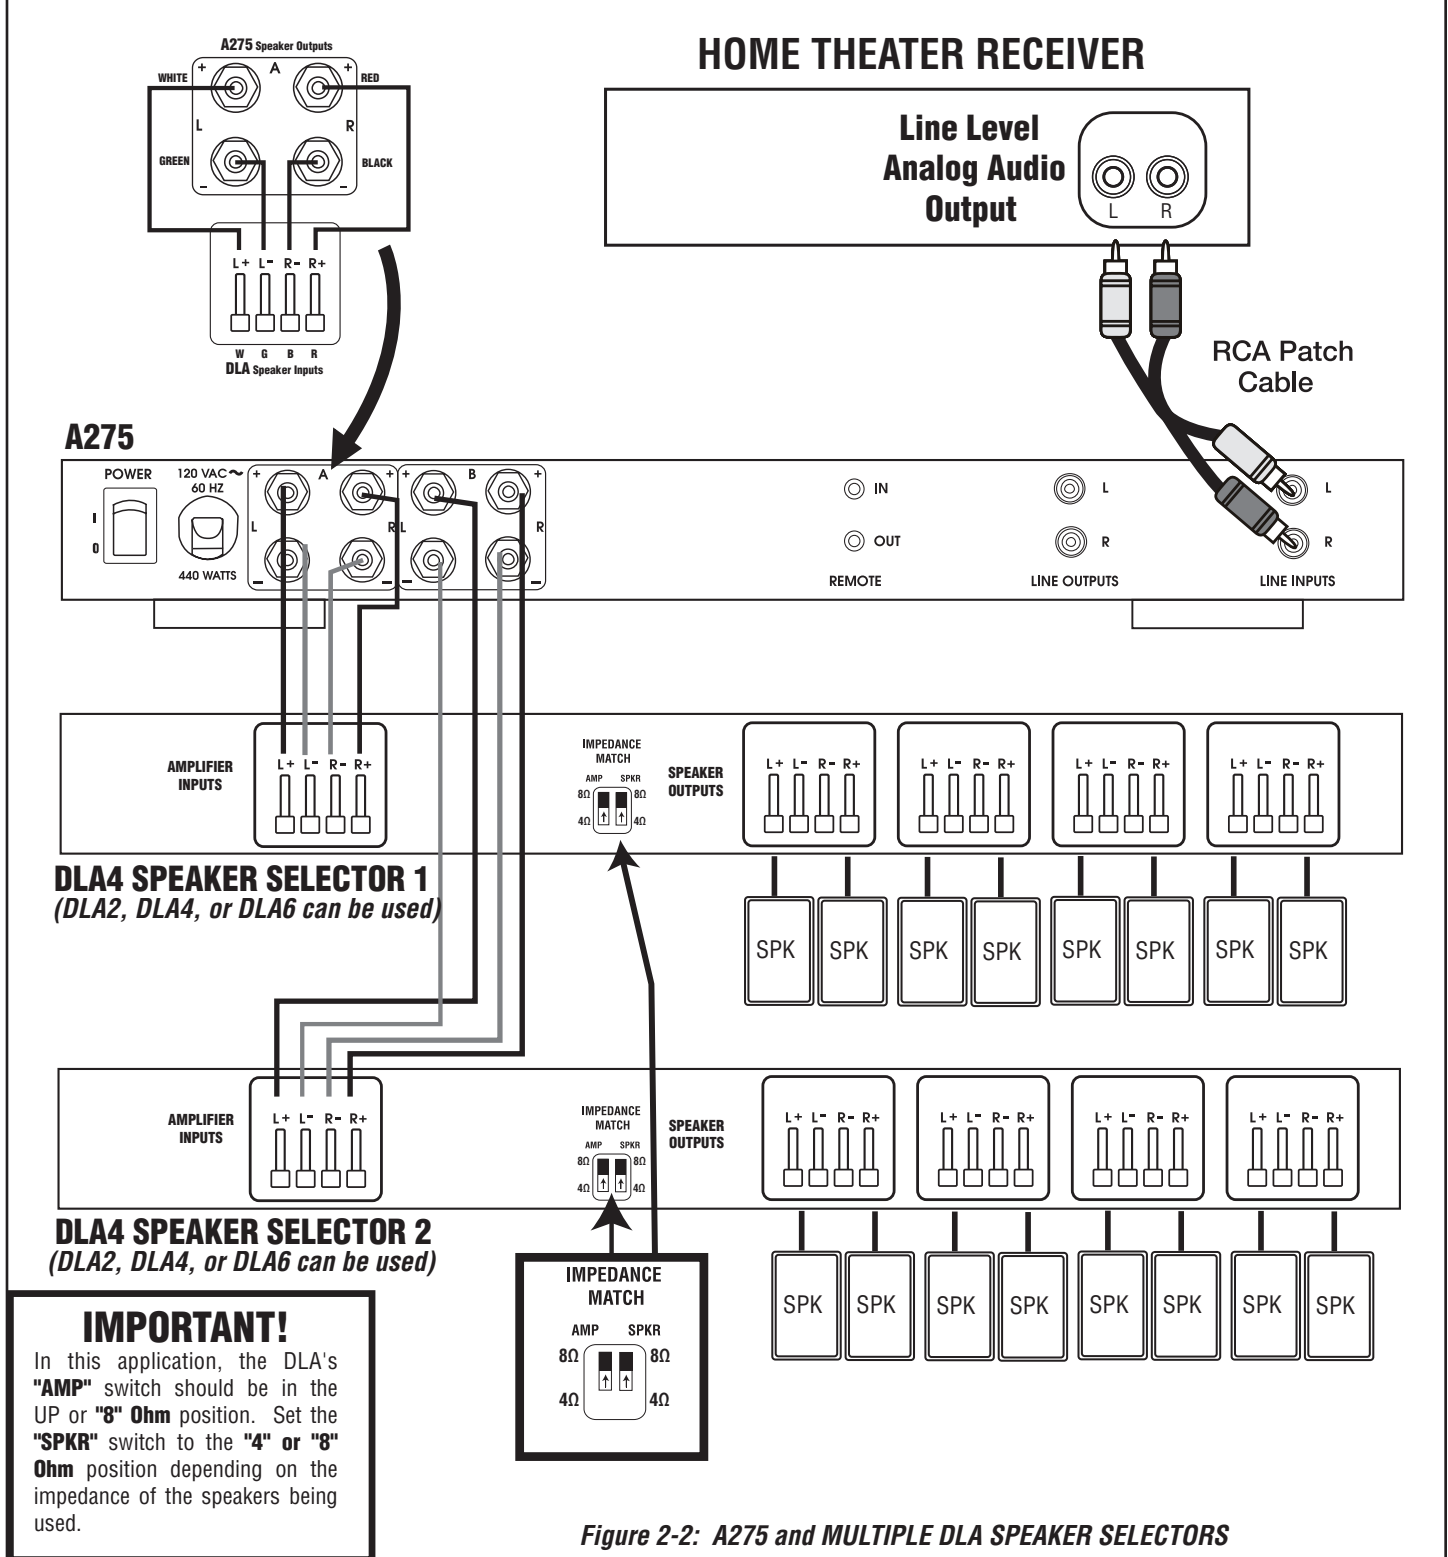 A275 Speaker Outputs
WHITE + A + RED
L R
GREEN - - BLACK
L+ L- R- R+
W G B R
DLA Speaker Inputs
HOME THEATER RECEIVER
Line Level
Analog Audio
Output
L R
RCA Patch
Cable
A275
POWER
I
0
120 VAC~
60 HZ
440 WATTS
+ A +
L R
- -
+ B +
L R
- -
IN
OUT
REMOTE
L
R
LINE OUTPUTS
L
R
LINE INPUTS
AMPLIFIER
INPUTS
L+ L- R- R+
IMPEDANCE
MATCH
AMP SPKR
8Ω 8Ω
4Ω 4Ω
SPEAKER
OUTPUTS
L+ L- R- R+
L+ L- R- R+
L+ L- R- R+
L+ L- R- R+
DLA4 SPEAKER SELECTOR 1
(DLA2, DLA4, or DLA6 can be used)
SPK SPK SPK SPK SPK SPK SPK SPK
AMPLIFIER
INPUTS
L+ L- R- R+
IMPEDANCE
MATCH
AMP SPKR
8Ω 8Ω
4Ω 4Ω
SPEAKER
OUTPUTS
L+ L- R- R+
L+ L- R- R+
L+ L- R- R+
L+ L- R- R+
DLA4 SPEAKER SELECTOR 2
(DLA2, DLA4, or DLA6 can be used)
SPK SPK SPK SPK SPK SPK SPK SPK
IMPEDANCE
MATCH
AMP SPKR
8Ω 8Ω
4Ω 4Ω
IMPORTANT!
In this application, the DLA's
"AMP" switch should be in the
UP or "8" Ohm position. Set the
"SPKR" switch to the "4" or "8"
Ohm position depending on the
impedance of the speakers being
used.
Figure 2-2: A275 and MULTIPLE DLA SPEAKER SELECTORS